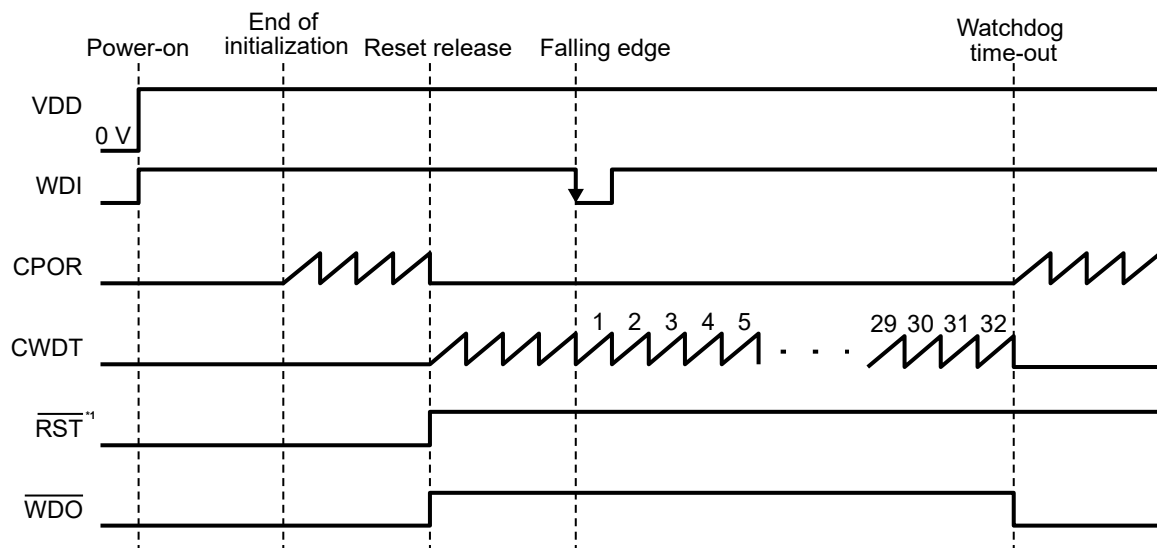 End of
initialization
Power-on
Reset release
Falling edge
Watchdog
time-out
VDD
0 V
WDI
CPOR
CWDT
1 2 3 4 5 . . . . 29 30 31 32
RST*1
WDO